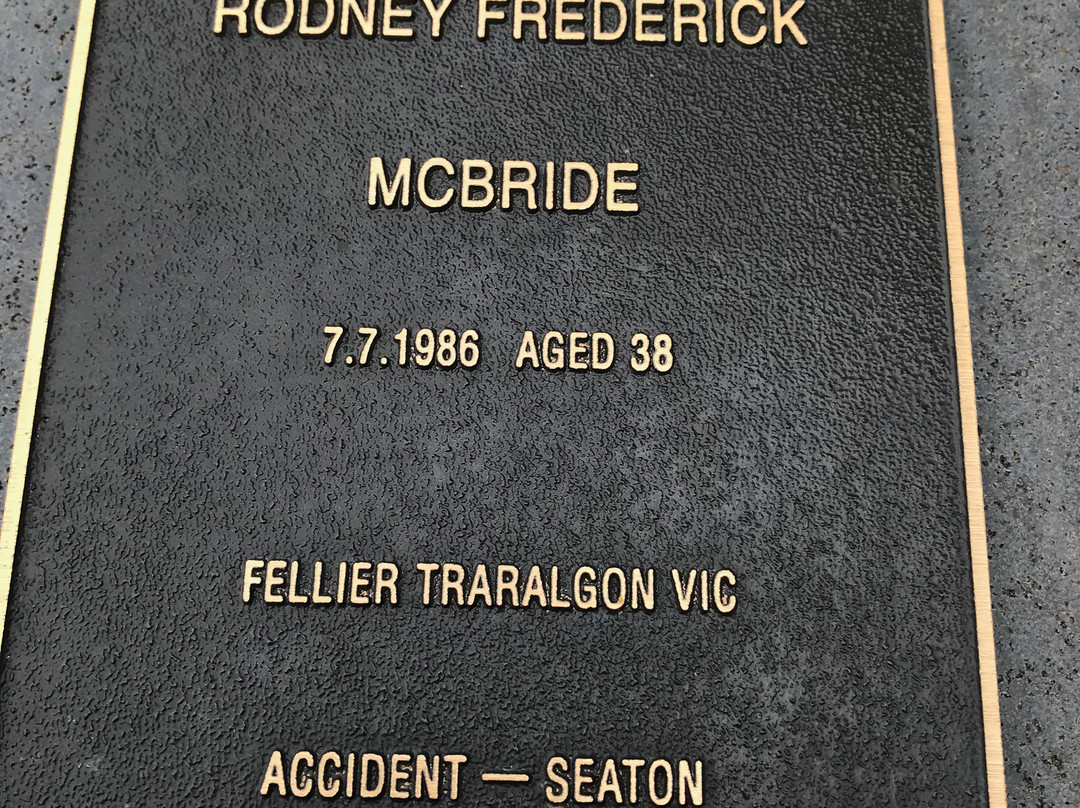 RODNEY FREDERICK
MCBRIDE
7.7.1986 AGED 38
FELLIER TRARALGON VIC
ACCIDENT — SEATON